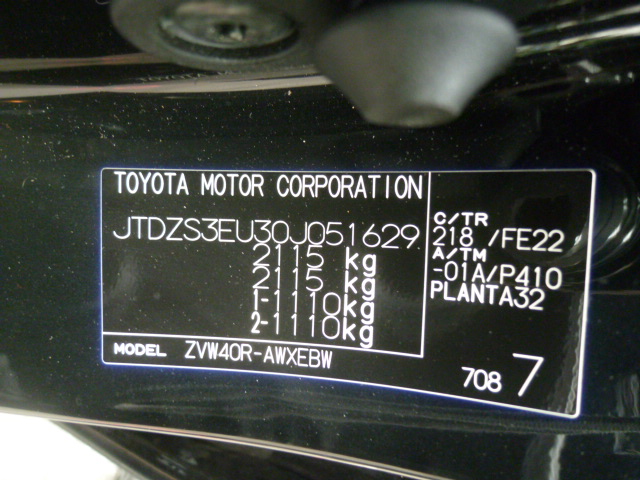 TOYOTA M
TOYOTA MOTOR CORPORATION
JTDZS3EU30J051629
2115 kg
2115 kg
1-1110kg
2-1110kg
MODEL ZVW40R-AWXEBW
C/TR
218 /FE22
A/TM
-01A/P410
PLANTA32
708 7